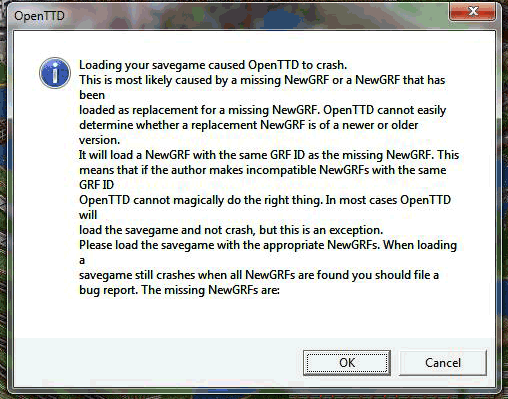 OpenTTD
Loading your savegame caused OpenTTD to crash.
This is most likely caused by a missing NewGRF or a NewGRF that has
been
loaded as replacement for a missing NewGRF. OpenTTD cannot easily
determine whether a replacement NewGRF is of a newer or older
version.
It will load a NewGRF with the same GRF ID as the missing NewGRF. This
means that if the author makes incompatible NewGRFs with the same
GRF ID
OpenTTD cannot magically do the right thing. In most cases OpenTTD
will
load the savegame and not crash, but this is an exception.
Please load the savegame with the appropriate NewGRFs. When loading
a
savegame still crashes when all NewGRFs are found you should file a
bug report. The missing NewGRFs are:
OK
Cancel